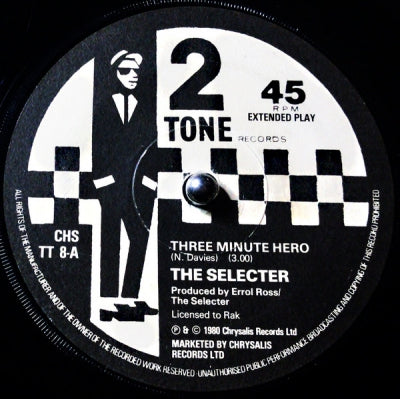 2
TONE
RECORDS
45
RPM
EXTENDED PLAY
CHS
TT 8-A
THREE MINUTE HERO
(N. Davies) (3.00)
THE SELECTER
Produced by Errol Ross/
The Selecter
Licensed to Rak
℗ & © 1980 Chrysalis Records Ltd
MARKETED BY CHRYSALIS
RECORDS LTD
ALL RIGHTS OF THE MANUFACTURER AND OF THE OWNER OF THE RECORDED WORK RESERVED · UNAUTHORISED PUBLIC PERFORMANCE BROADCASTING AND COPYING OF THIS RECORD PROHIBITED